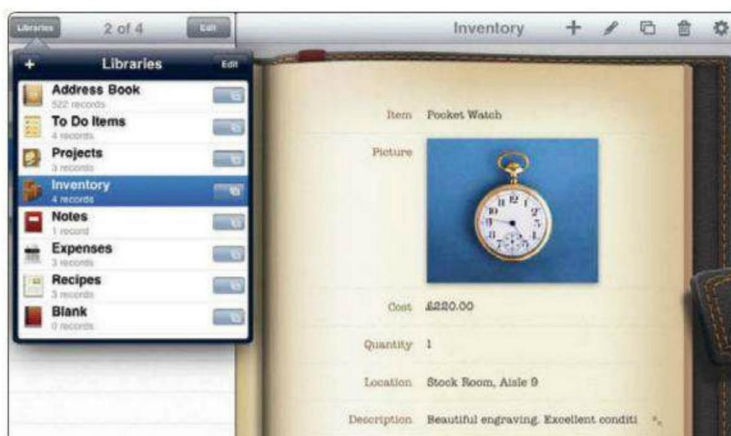 Libraries 2 of 4 Edit
Inventory
Libraries Edit
Address Book
522 records
To Do Items
4 records
Projects
3 records
Inventory
4 records
Notes
1 record
Expenses
3 records
Recipes
3 records
Blank
0 records
Item Pocket Watch
Picture
Cost £220.00
Quantity 1
Location Stock Room, Aisle 9
Description Beautiful engraving. Excellent conditi